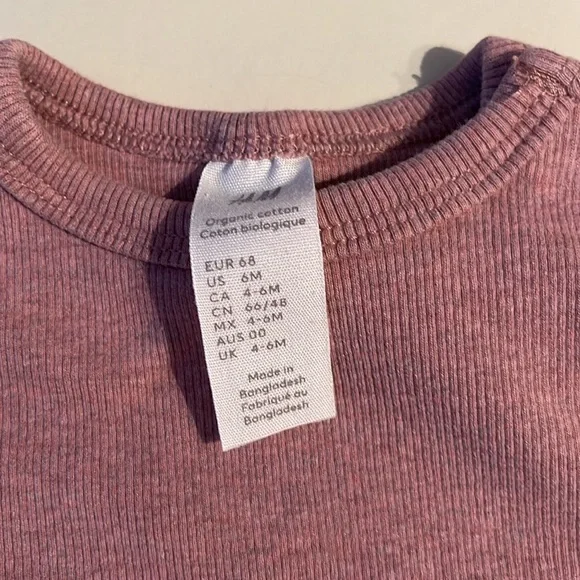 H&M
Organic cotton
Coton biologique
EUR 68
US 6M
CA 4-6M
CN 66/48
MX 4-6M
AUS 00
UK 4-6M
Made in
Bangladesh
Fabriqué au
Bangladesh